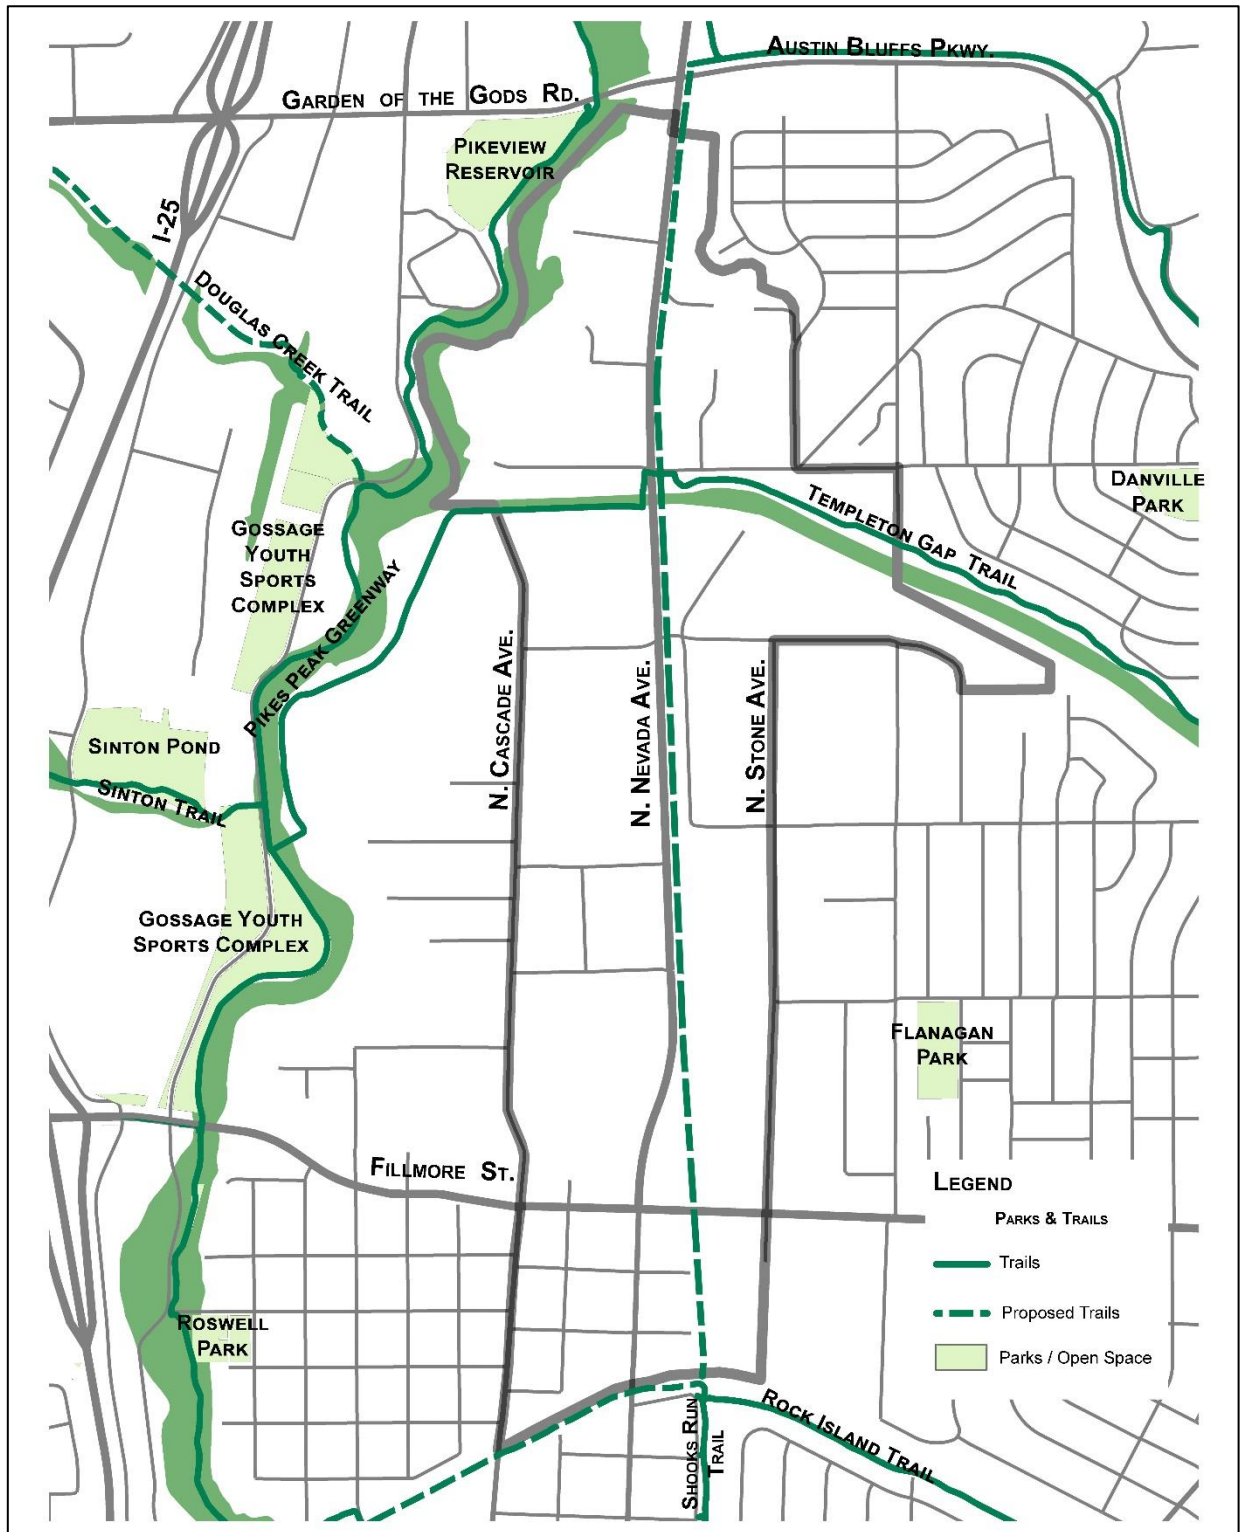 AUSTIN BLUFFS PKWY.
GARDEN OF THE GODS RD.
PIKEVIEW
RESERVOIR
I-25
DOUGLAS CREEK TRAIL
DANVILLE
PARK
TEMPLETON GAP TRAIL
GOSSAGE
YOUTH
SPORTS
COMPLEX
PIKES PEAK GREENWAY
N. CASCADE AVE.
N. NEVADA AVE.
N. STONE AVE.
SINTON POND
SINTON TRAIL
GOSSAGE YOUTH
SPORTS COMPLEX
FLANAGAN
PARK
FILLMORE ST.
LEGEND
PARKS & TRAILS
Trails
Proposed Trails
Parks / Open Space
ROSWELL
PARK
SHOOKS RUN
TRAIL
ROCK ISLAND TRAIL